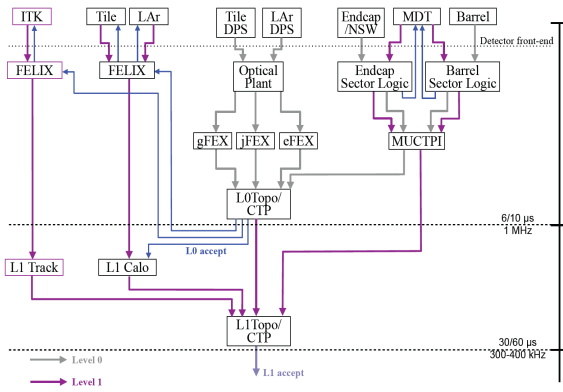 ITK
Tile
LAr
Tile
DPS
LAr
DPS
Endcap
/NSW
MDT
Barrel
Detector front-end
FELIX
FELIX
Optical
Plant
Endcap
Sector Logic
Barrel
Sector Logic
gFEX
jFEX
eFEX
MUCTPI
L0Topo/
CTP
6/10 µs
1 MHz
L0 accept
L1 Track
L1 Calo
L1Topo/
CTP
30/60 µs
300-400 kHz
Level 0
L1 accept
Level 1